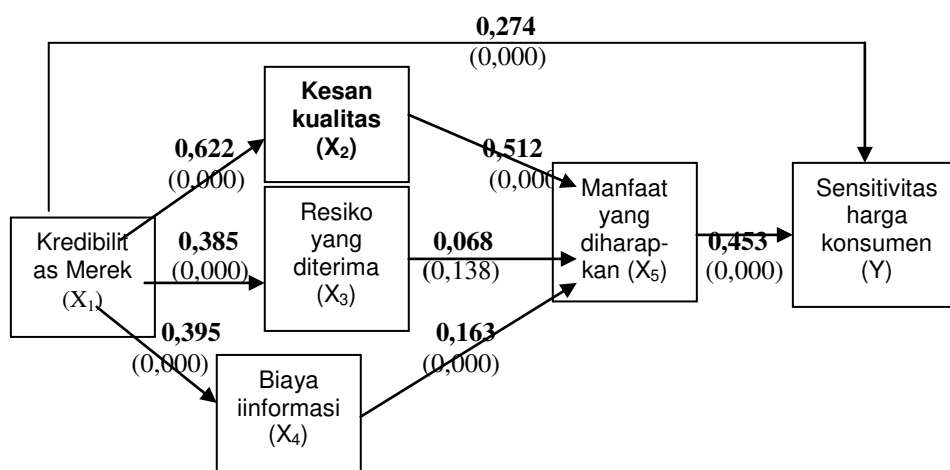 0,274
(0,000)
Kesan
kualitas
(X₂)
0,622
(0,000)
0,512
(0,000
Resiko
yang
diterima
(X₃)
Manfaat
yang
diharap-
kan (X₅)
Sensitivitas
harga
konsumen
(Y)
Kredibilit
as Merek
(X₁)
0,385
(0,000)
0,068
(0,138)
0,453
(0,000)
0,395
(0,000)
0,163
(0,000)
Biaya
iinformasi
(X₄)